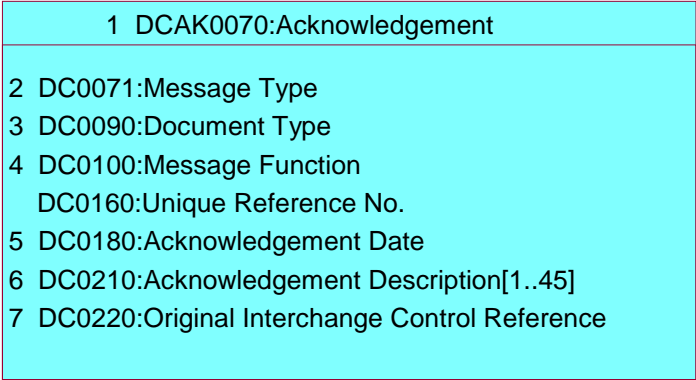 1 DCAK0070:Acknowledgement
2 DC0071:Message Type
3 DC0090:Document Type
4 DC0100:Message Function
DC0160:Unique Reference No.
5 DC0180:Acknowledgement Date
6 DC0210:Acknowledgement Description[1..45]
7 DC0220:Original Interchange Control Reference